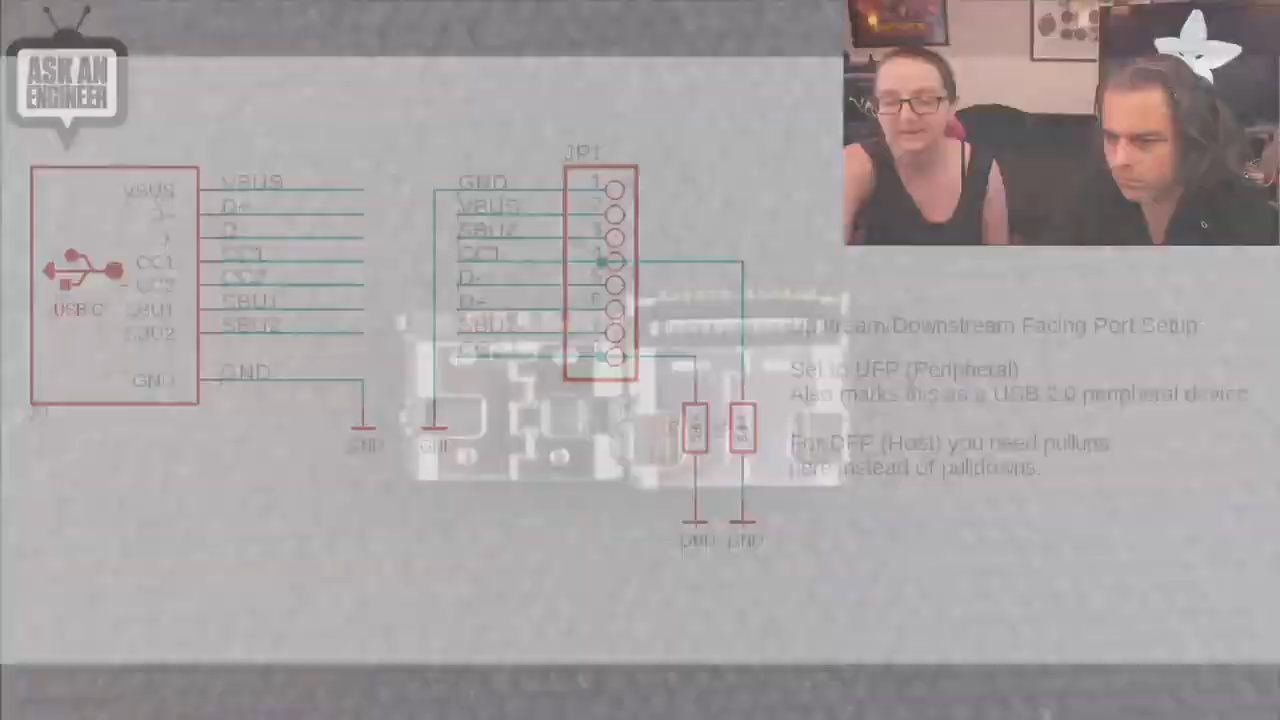 ASK AN
ENGINEER
JP1
VBUS VBUS GND 1
D+ VBUS
D- SBU2
CC1 CC1 CC1
CC2 CC2 D-
USB C SBU1 SBU1 D+
SBU2 SBU2
GND GND
GND GND
Upstream/Downstream Facing Port Setup
Set to UFP (Peripheral)
Also marks this as a USB 2.0 peripheral device
For DFP (Host) you need pullups
here instead of pulldowns.
GND GND